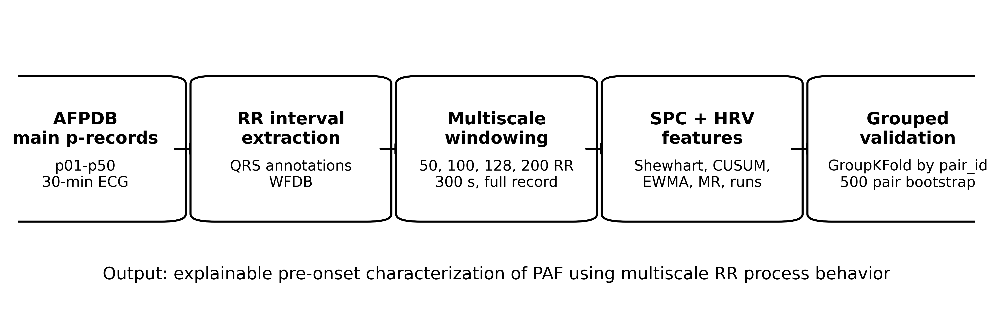 AFPDB
main p-records
p01-p50
30-min ECG
RR interval
extraction
QRS annotations
WFDB
Multiscale
windowing
50, 100, 128, 200 RR
300 s, full record
SPC + HRV
features
Shewhart, CUSUM,
EWMA, MR, runs
Grouped
validation
GroupKFold by pair_id
500 pair bootstrap
Output: explainable pre-onset characterization of PAF using multiscale RR process behavior